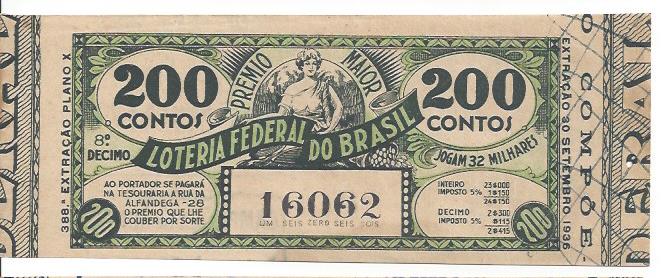 388.ª EXTRAÇÃO PLANO X
200
CONTOS
PREMIO MAIOR
200
CONTOS
8º
DECIMO
LOTERIA FEDERAL DO BRASIL
JOGAM 32 MILHARES
AO PORTADOR SE PAGARÁ
NA TESOURARIA Á RUA DA
ALFANDEGA - 28
O PREMIO QUE LHE
COUBER POR SORTE
16062
UM SEIS ZERO SEIS DOIS
INTEIRO 23$000
IMPOSTO 5% 1$150
24$150
DECIMO 2$300
IMPOSTO 5% $115
2$415
200
200
EXTRAÇÃO 30 SETEMBRO 1936
O COMPÕE-